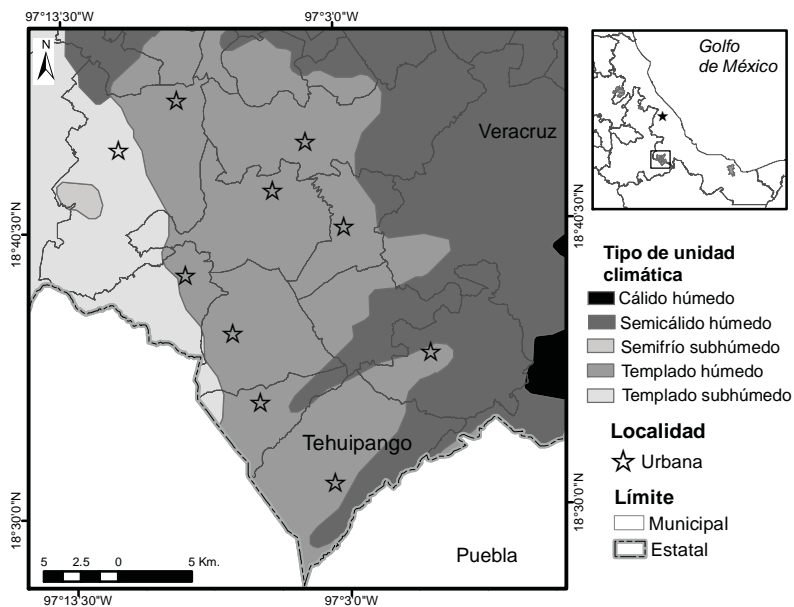 97°13'30"W
97°3'0"W
N
Golfo
de México
Veracruz
18°40'30"N
18°40'30"N
Tipo de unidad
climática
Cálido húmedo
Semicálido húmedo
Semifrío subhúmedo
Templado húmedo
Templado subhúmedo
Localidad
Urbana
Tehuipango
Límite
Municipal
Estatal
18°30'0"N
18°30'0"N
Puebla
5 2.5 0 5 Km.
97°13'30"W
97°3'0"W